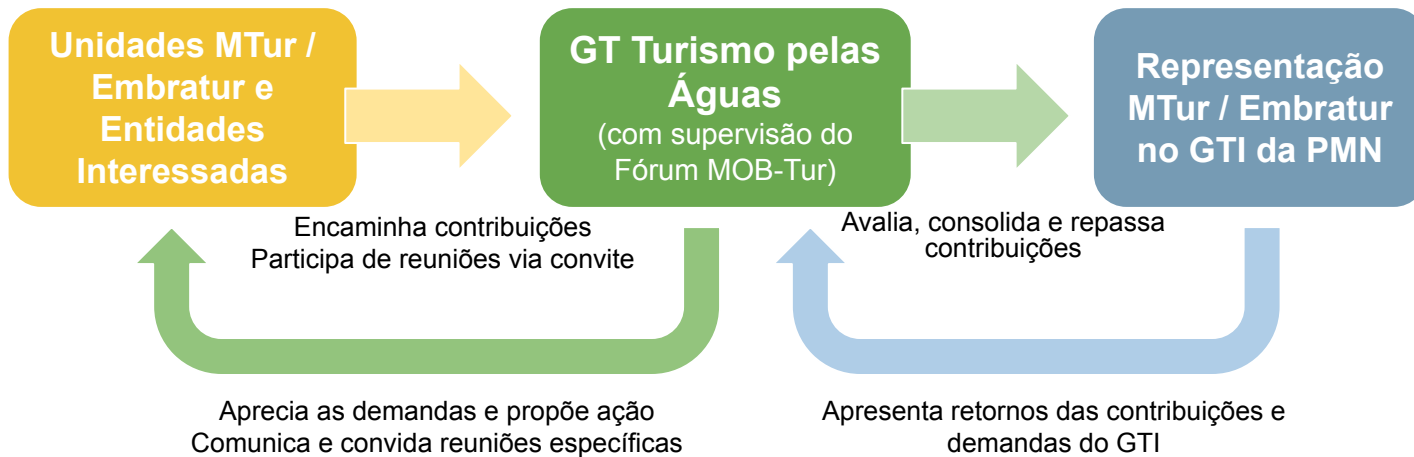 Unidades MTur /
Embratur e
Entidades
Interessadas
GT Turismo pelas
Águas
(com supervisão do
Fórum MOB-Tur)
Representação
MTur / Embratur
no GTI da PMN
Encaminha contribuições
Participa de reuniões via convite
Avalia, consolida e repassa
contribuições
Aprecia as demandas e propõe ação
Comunica e convida reuniões específicas
Apresenta retornos das contribuições e
demandas do GTI